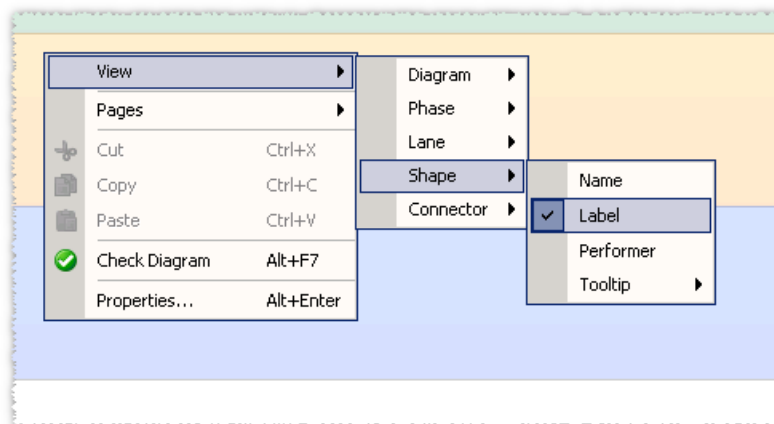 View
Pages
Cut Ctrl+X
Copy Ctrl+C
Paste Ctrl+V
Check Diagram Alt+F7
Properties... Alt+Enter
Diagram
Phase
Lane
Shape
Connector
Name
Label
Performer
Tooltip